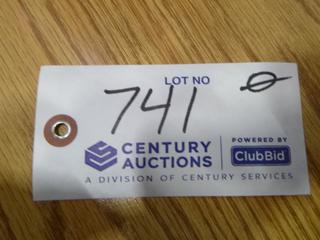 LOT NO
741
CENTURY
AUCTIONS
POWERED BY
ClubBid
A DIVISION OF CENTURY SERVICES